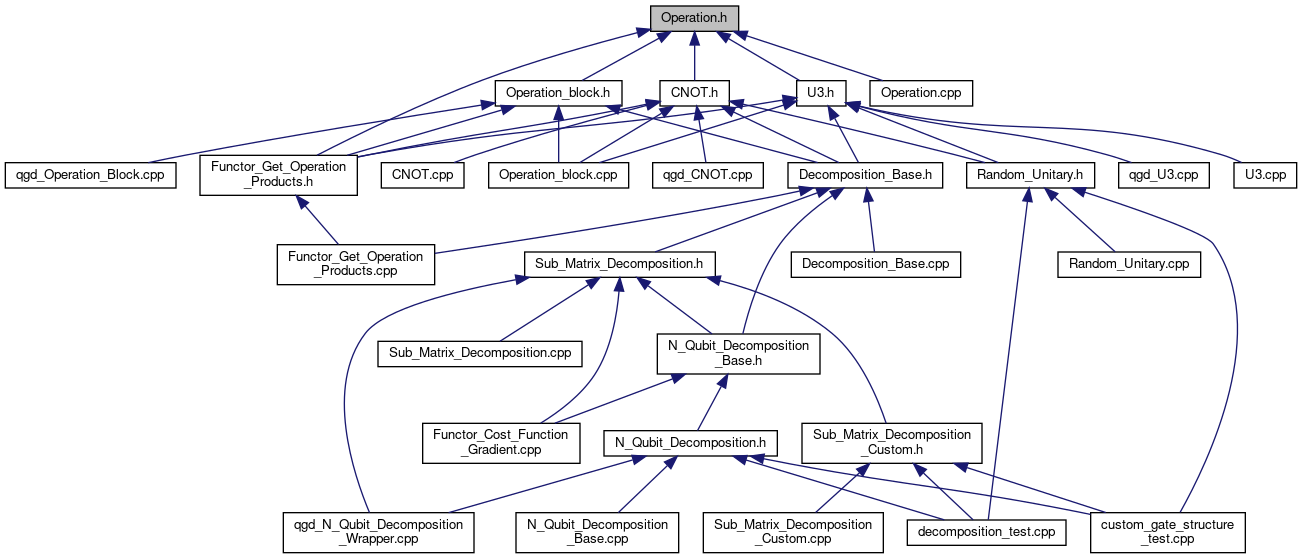 Operation.h
Operation_block.h
CNOT.h
U3.h
Operation.cpp
qgd_Operation_Block.cpp
Functor_Get_Operation
_Products.h
CNOT.cpp
Operation_block.cpp
qgd_CNOT.cpp
Decomposition_Base.h
Random_Unitary.h
qgd_U3.cpp
U3.cpp
Functor_Get_Operation
_Products.cpp
Sub_Matrix_Decomposition.h
Decomposition_Base.cpp
Random_Unitary.cpp
Sub_Matrix_Decomposition.cpp
N_Qubit_Decomposition
_Base.h
Functor_Cost_Function
_Gradient.cpp
N_Qubit_Decomposition.h
Sub_Matrix_Decomposition
_Custom.h
qgd_N_Qubit_Decomposition
_Wrapper.cpp
N_Qubit_Decomposition
_Base.cpp
Sub_Matrix_Decomposition
_Custom.cpp
decomposition_test.cpp
custom_gate_structure
_test.cpp